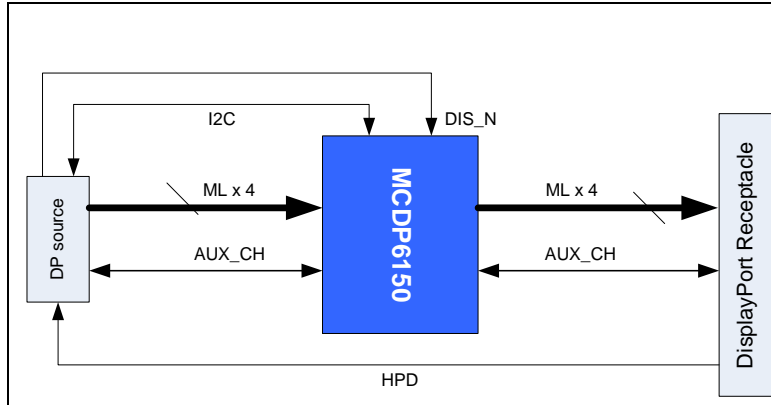 I2C
DIS_N
DP source
ML x 4
AUX_CH
MCDP6150
ML x 4
AUX_CH
DisplayPort Receptacle
HPD